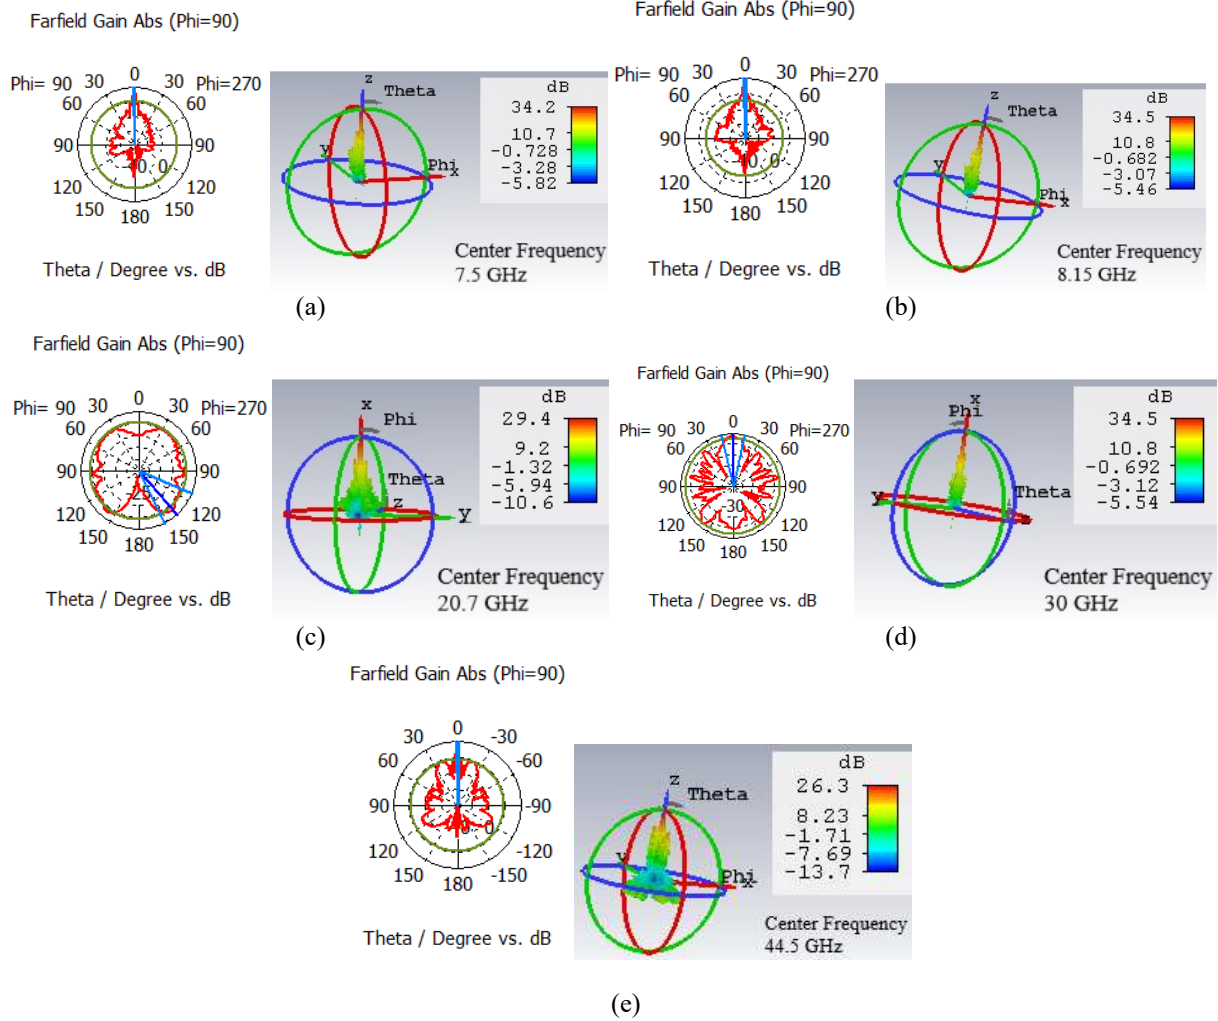 Farfield Gain Abs (Phi=90)
0
Phi= 90 30 30 Phi=270
60 60
90 90
0 0
120 120
150 150
180
Theta / Degree vs. dB
z
Theta
y
Phi
x
dB
34.2
10.7
-0.728
-3.28
-5.82
Center Frequency
7.5 GHz
(a)
Farfield Gain Abs (Phi=90)
0
Phi= 90 30 30 Phi=270
60 60
90 90
0 0
120 120
150 150
180
Theta / Degree vs. dB
z
Theta
y
Phi
x
dB
34.5
10.8
-0.682
-3.07
-5.46
Center Frequency
8.15 GHz
(b)
Farfield Gain Abs (Phi=90)
0
Phi= 90 30 30 Phi=270
60 60
90 90
120 120
150 150
180
Theta / Degree vs. dB
x
Phi
Theta
z
y
dB
29.4
9.2
-1.32
-5.94
-10.6
Center Frequency
20.7 GHz
(c)
Farfield Gain Abs (Phi=90)
0
Phi= 90 30 30 Phi=270
60 60
90 90
-30
120 120
150 150
180
Theta / Degree vs. dB
x
Phi
y
Theta
dB
34.5
10.8
-0.692
-3.12
-5.54
Center Frequency
30 GHz
(d)
Farfield Gain Abs (Phi=90)
0
30 -30
60 -60
90 -90
0 0
120 -120
150 -150
180
Theta / Degree vs. dB
z
Theta
y
Phi
x
dB
26.3
8.23
-1.71
-7.69
-13.7
Center Frequency
44.5 GHz
(e)